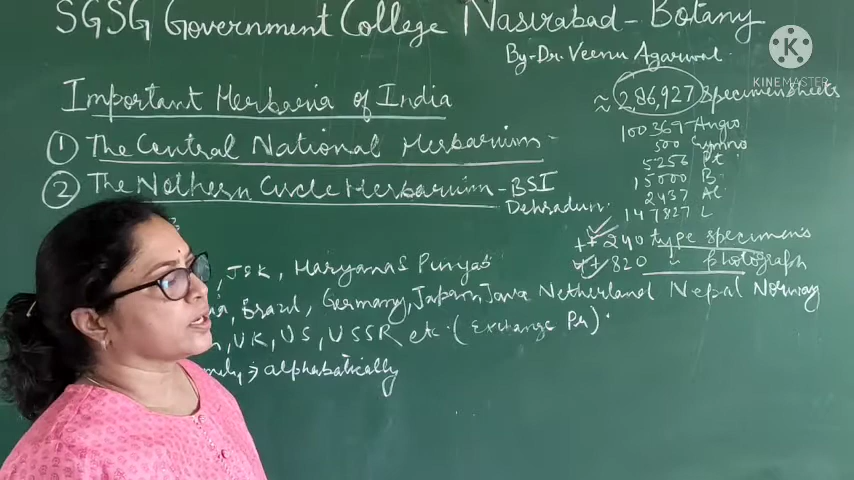 SGSG Government College Nasirabad - Botany
By- Dr. Veenu Agarwal
K
KINEMASTER
Important Herbaria of India
≈ 2,86,927 specimen sheets
100369 - Angio
500 Gymno
5256 Pt
15000 B
2437 Al
147827 L
① The Central National Herbarium -
② The Nothern Circle Herbarium - BSI
Dehradun
++ 240 type specimens
820 " photograph
, J&K, Haryana & Punjab
Brazil, Germany, Japan, Java Netherland Nepal Norway
, UK, US, USSR etc. (Exchange Pr)
alphabatically